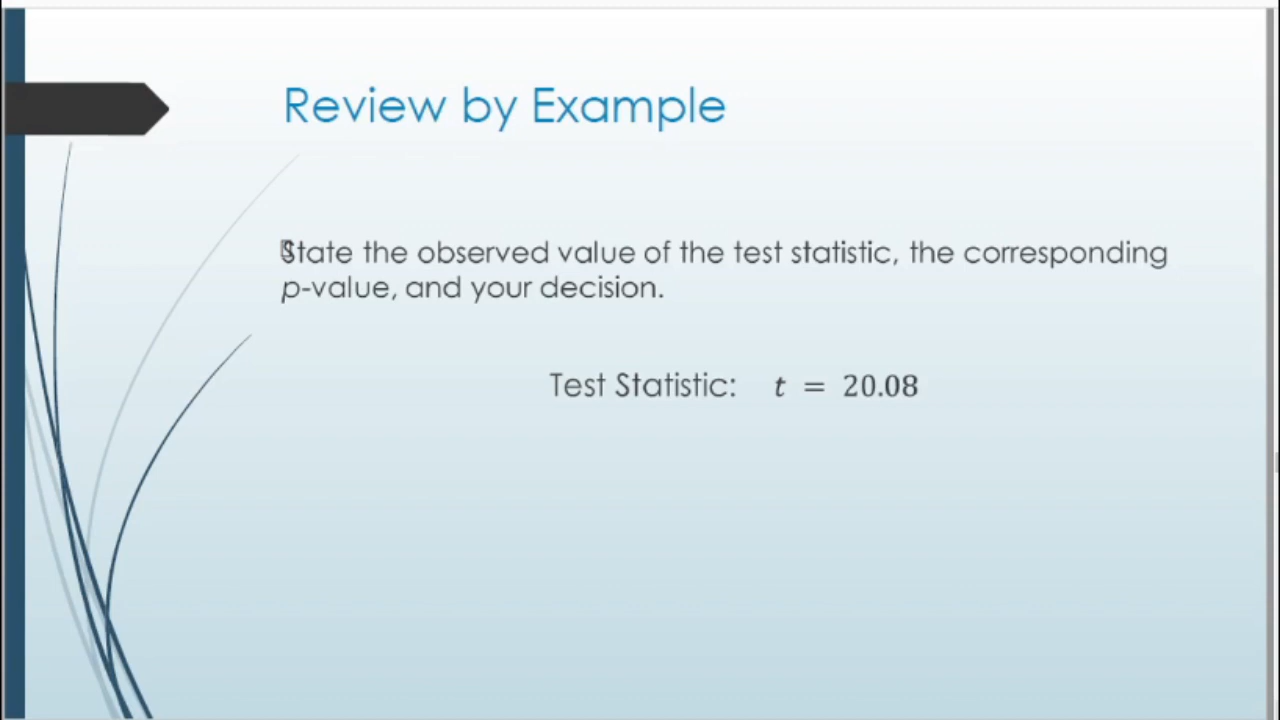 Review by Example
State the observed value of the test statistic, the corresponding
p-value, and your decision.
Test Statistic: t = 20.08